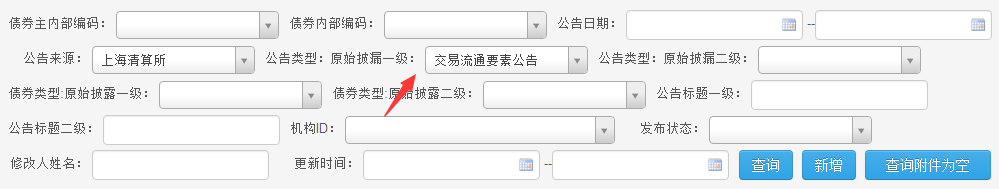 债券主内部编码： 债券内部编码： 公告日期： --
公告来源： 上海清算所 公告类型：原始披漏一级： 交易流通要素公告 公告类型：原始披漏二级：
债券类型:原始披露一级： 债券类型:原始披露二级： 公告标题一级：
公告标题二级： 机构ID： 发布状态：
修改人姓名： 更新时间： -- 查询 新增 查询附件为空